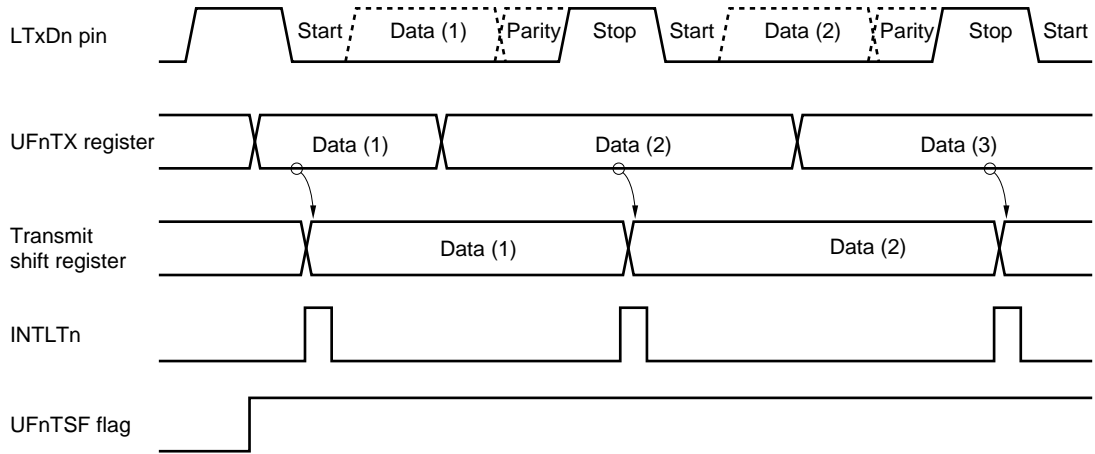 LTxDn pin
Start Data (1) Parity Stop Start Data (2) Parity Stop Start
UFnTX register
Data (1) Data (2) Data (3)
Transmit
shift register
Data (1) Data (2)
INTLTn
UFnTSF flag